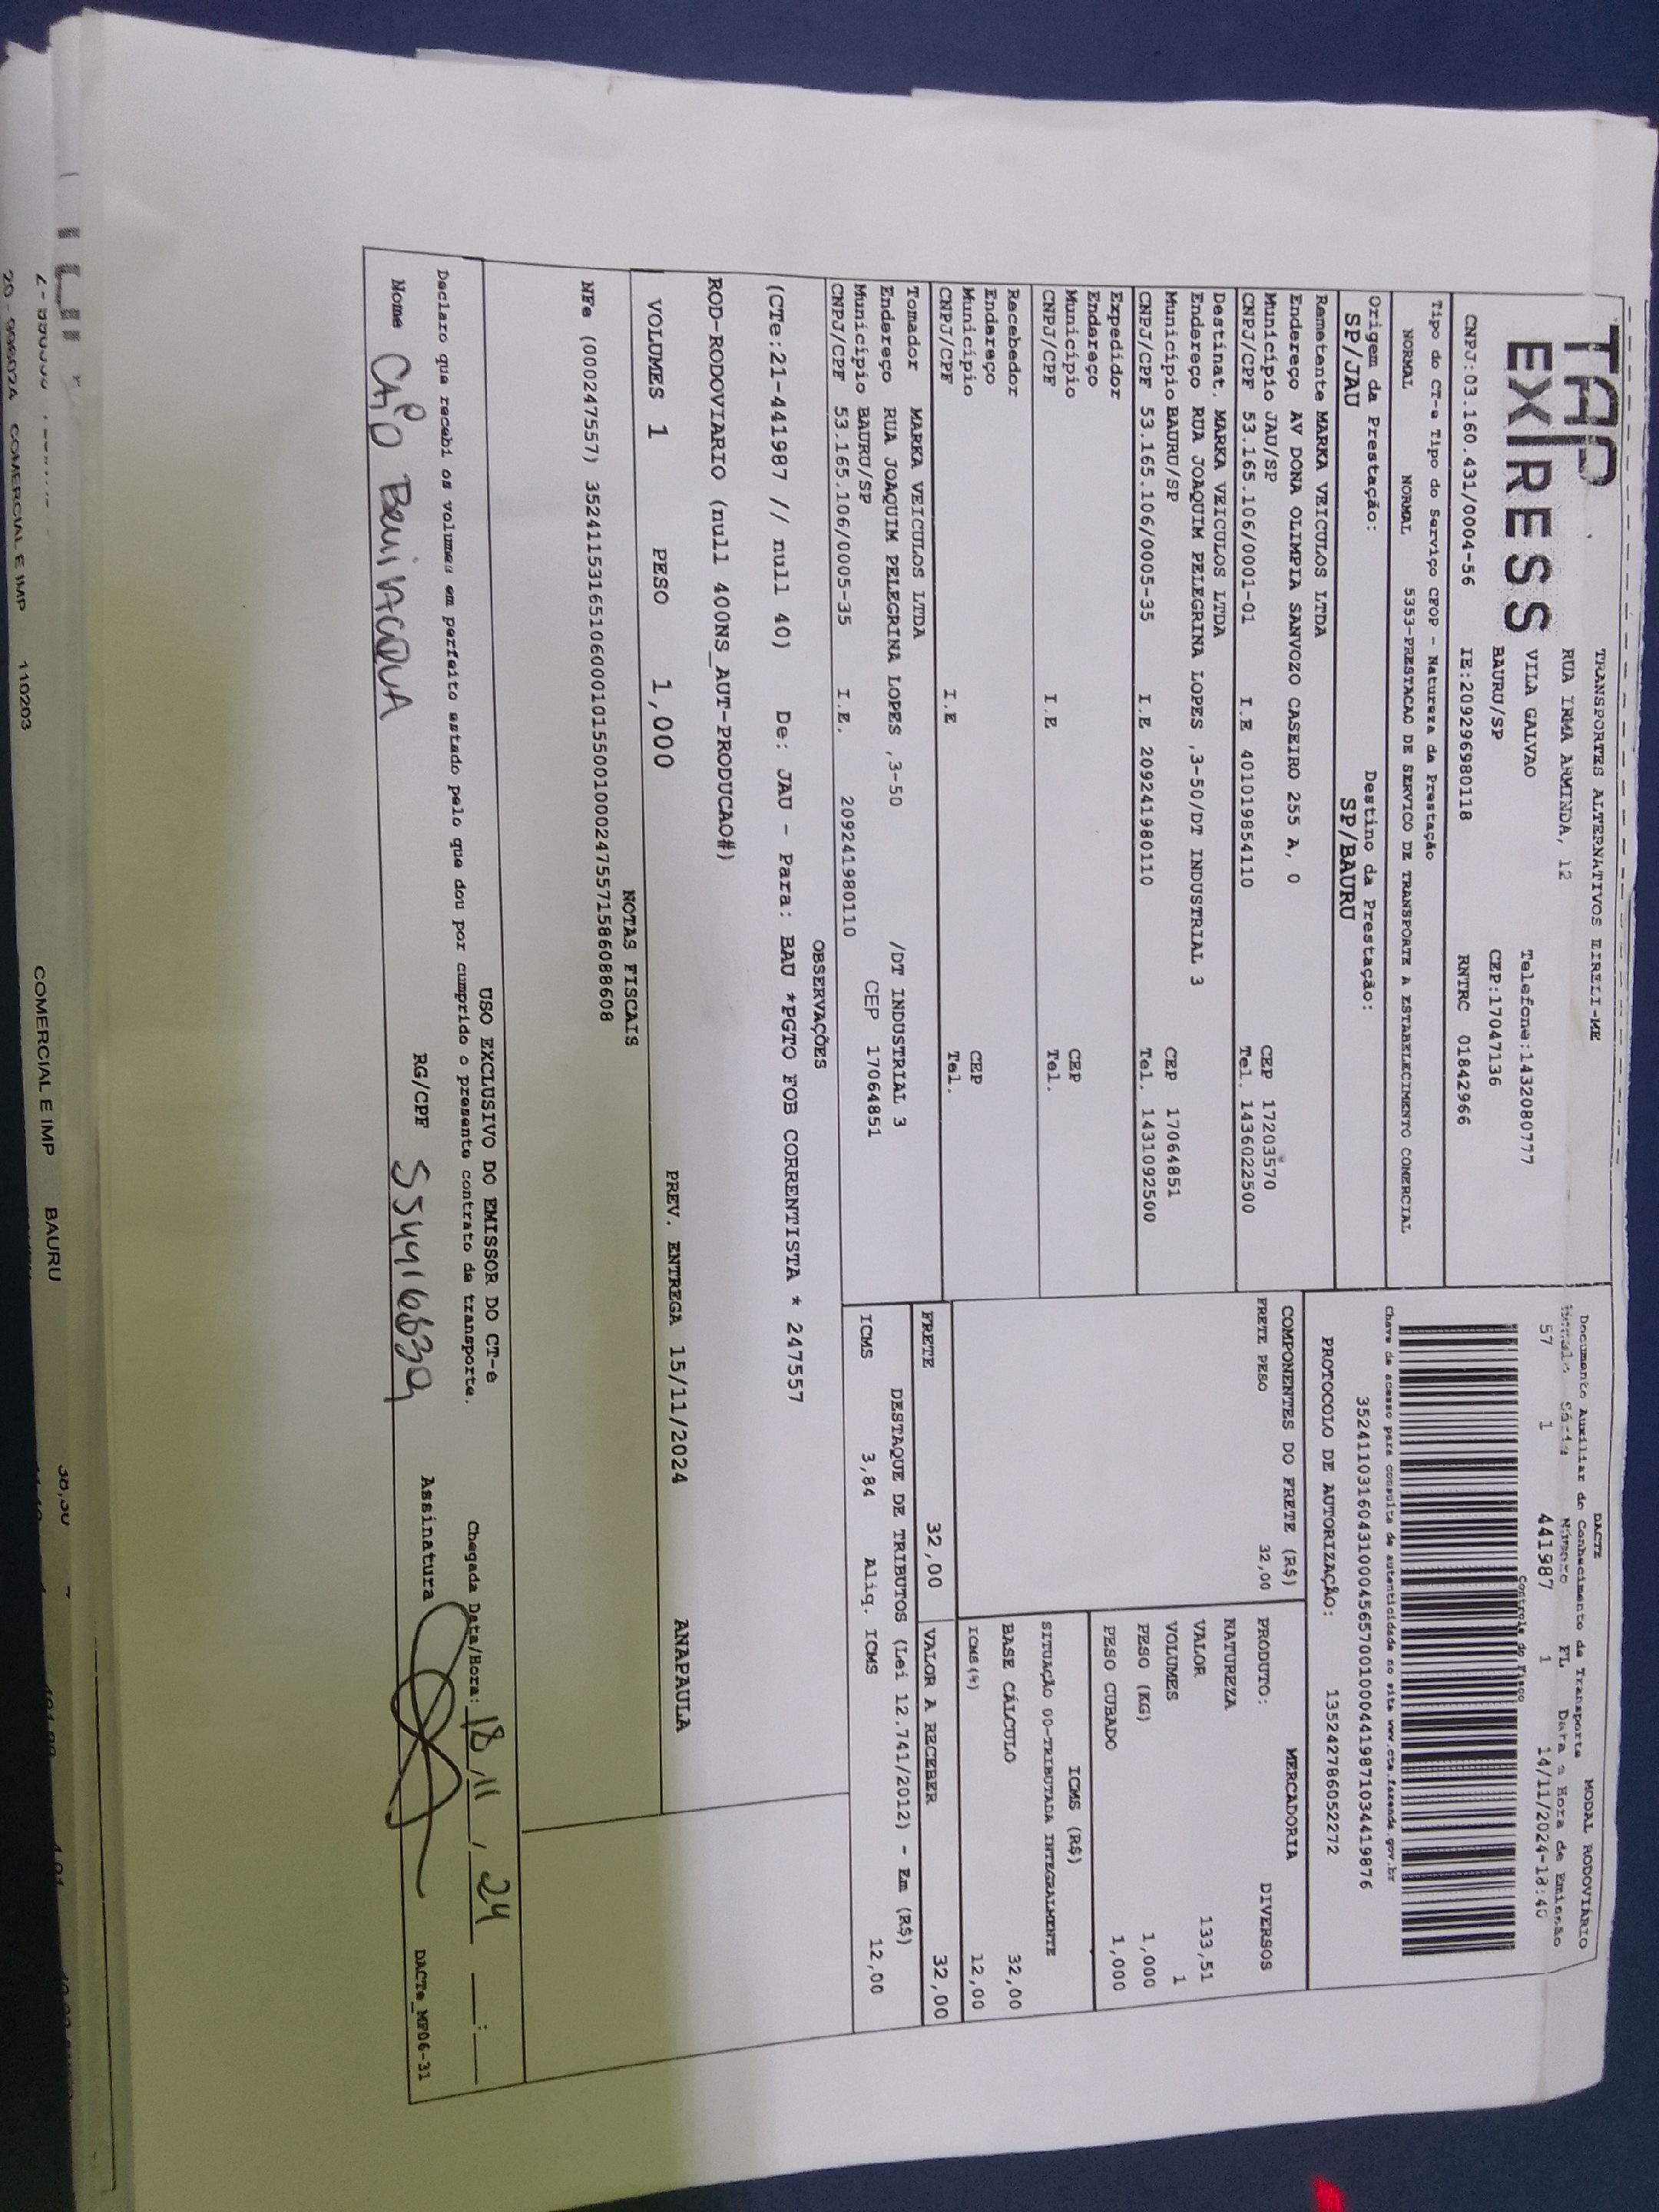 TAP
EXPRESS
TRANSPORTES ALTERNATIVOS EIRELI-ME
RUA IRMA ARMINDA, 12
VILA GALVAO Telefone:1432080777
BAURU/SP CEP:17047136
CNPJ:03.160.431/0004-56 IE:209296980118 RNTRC 01842966
Tipo do CT-e Tipo do Serviço CFOP - Natureza da Prestação
NORMAL NORMAL 5353-PRESTACAO DE SERVICO DE TRANSPORTE A ESTABELECIMENTO COMERCIAL
Origem da Prestação: Destino da Prestação:
SP/JAU SP/BAURU
Remetente MARKA VEICULOS LTDA
Endereço AV DONA OLIMPIA SANVOZO CASEIRO 255 A, 0
Município JAU/SP CEP 17203570
CNPJ/CPF 53.165.106/0001-01 I.E 401019854110 Tel. 1436022500
Destinat. MARKA VEICULOS LTDA
Endereço RUA JOAQUIM PELEGRINA LOPES ,3-50/DT INDUSTRIAL 3
Município BAURU/SP CEP 17064851
CNPJ/CPF 53.165.106/0005-35 I.E 209241980110 Tel. 1431092500
Expedidor
Endereço
Município CEP
CNPJ/CPF I.E Tel.
Recebedor
Endereço
Município CEP
CNPJ/CPF I.E Tel.
Tomador MARKA VEICULOS LTDA
Endereço RUA JOAQUIM PELEGRINA LOPES ,3-50 /DT INDUSTRIAL 3
Município BAURU/SP CEP 17064851
CNPJ/CPF 53.165.106/0005-35 I.E. 209241980110
DACTE MODAL RODOVIÁRIO
Documento Auxiliar do Conhecimento de Transporte
Modelo Série Número FL Data e Hora de Emissão
57 1 441987 1 14/11/2024-18:40
Controle do Fisco
Chave de acesso para consulta de autenticidade no site www.cte.fazenda.gov.br
35241103160431000456570010004419871034419876
PROTOCOLO DE AUTORIZAÇÃO: 135242786052272
COMPONENTES DO FRETE (R$)
FRETE PESO 32,00
MERCADORIA
PRODUTO: DIVERSOS
NATUREZA
VALOR 133,51
VOLUMES 1
PESO (KG) 1,000
PESO CUBADO 1,000
ICMS (R$)
SITUAÇÃO 00-TRIBUTADA INTEGRALMENTE
BASE CÁLCULO 32,00
ICMS (%) 12,00
FRETE 32,00 VALOR A RECEBER 32,00
DESTAQUE DE TRIBUTOS (Lei 12.741/2012) - Em (R$)
ICMS 3,84 Aliq. ICMS 12,00
OBSERVAÇÕES
(CTe:21-441987 // null 40) De: JAU - Para: BAU *PGTO FOB CORRENTISTA * 247557
ROD-RODOVIARIO (null 400NS_AUT-PRODUCAO#)
VOLUMES 1 PESO 1,000 PREV. ENTREGA 15/11/2024 ANAPAULA
NOTAS FISCAIS
NFe (000247557) 35241153165106000101550010002475571586088608
USO EXCLUSIVO DO EMISSOR DO CT-e
Declaro que recebi os volumes em perfeito estado pelo que dou por cumprido o presente contrato de transporte.
Chegada Data/Hora: 18/11/24 __:__
Nome CAIO BeviIACQUA RG/CPF 554416639 Assinatura
DACTe_MF06-31
COMERCIAL E IMP BAURU
COMERCIAL E IMP 110203